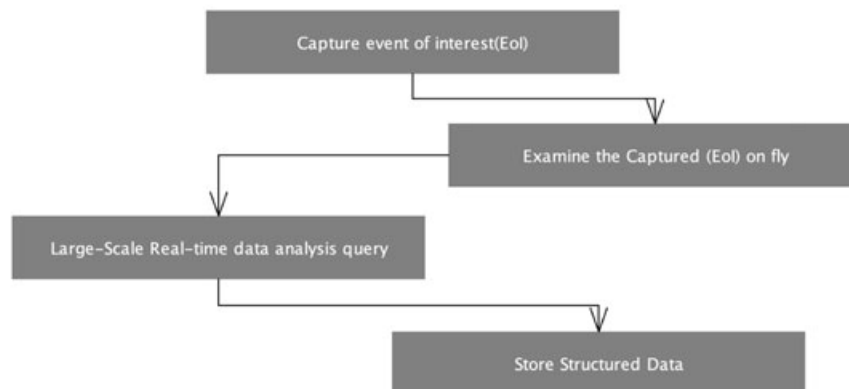 Capture event of interest(EoI)
Examine the Captured (EoI) on fly
Large-Scale Real-time data analysis query
Store Structured Data